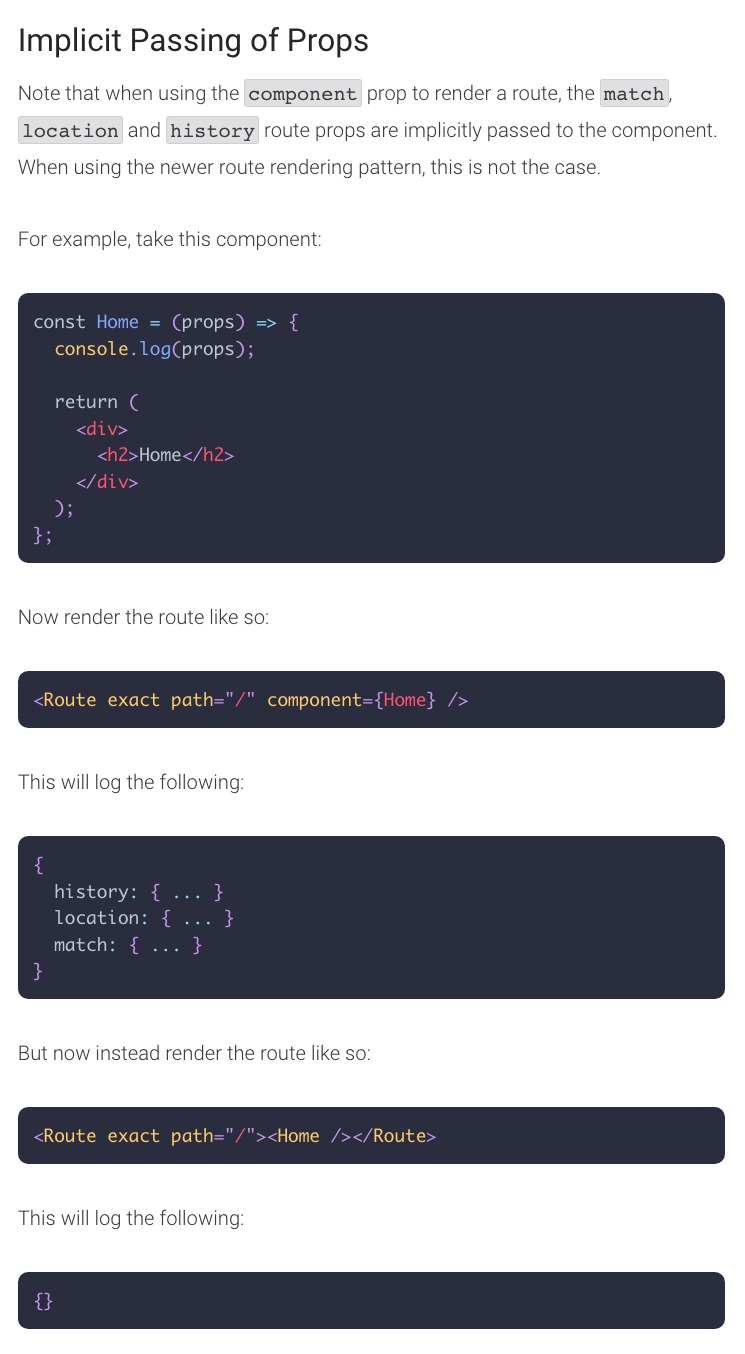 Implicit Passing of Props
Note that when using the component prop to render a route, the match,
location and history route props are implicitly passed to the component.
When using the newer route rendering pattern, this is not the case.
For example, take this component:
const Home = (props) => {
  console.log(props);

  return (
    <div>
      <h2>Home</h2>
    </div>
  );
};
Now render the route like so:
<Route exact path="/" component={Home} />
This will log the following:
{
  history: { ... }
  location: { ... }
  match: { ... }
}
But now instead render the route like so:
<Route exact path="/"><Home /></Route>
This will log the following:
{}